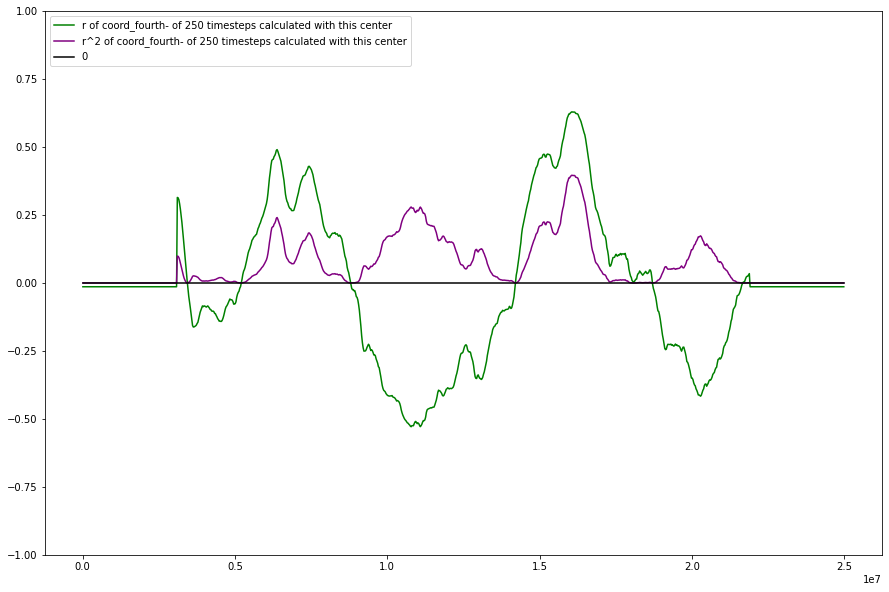 r of coord_fourth- of 250 timesteps calculated with this center
r^2 of coord_fourth- of 250 timesteps calculated with this center
0
1.00
0.75
0.50
0.25
0.00
−0.25
−0.50
−0.75
−1.00
0.0 0.5 1.0 1.5 2.0 2.5
1e7